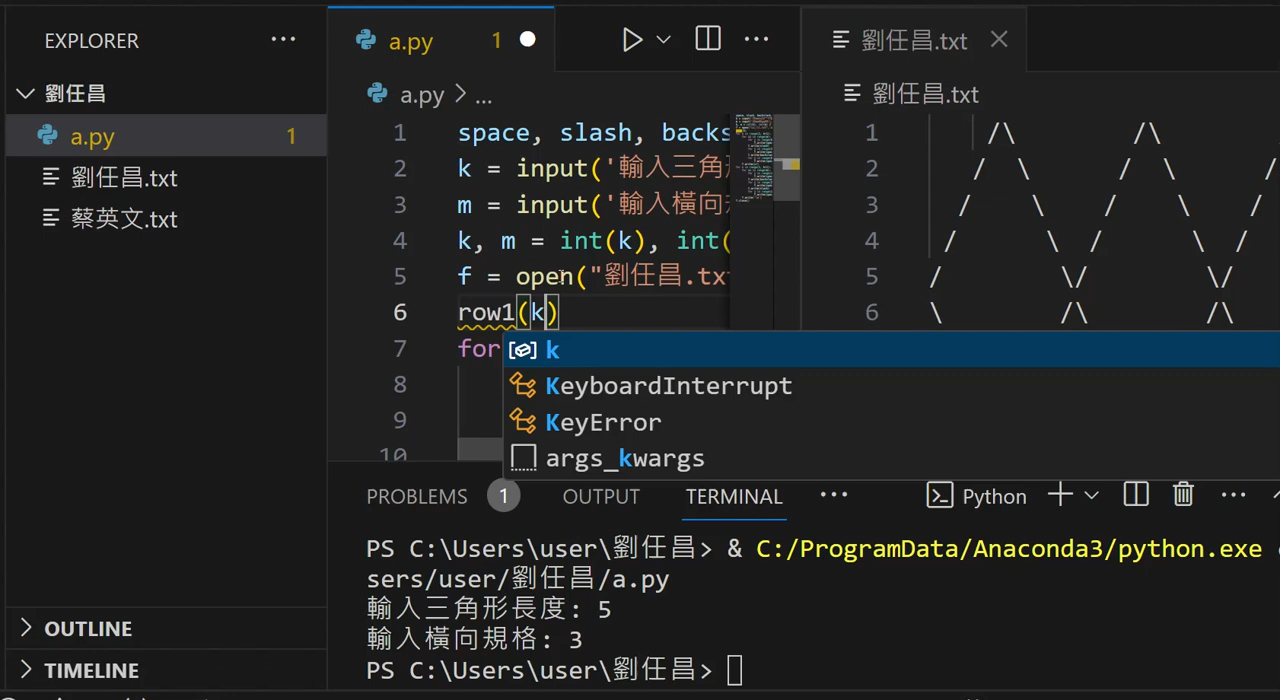 EXPLORER
劉任昌
a.py 1
劉任昌.txt
蔡英文.txt
OUTLINE
TIMELINE
a.py 1
a.py > ...
1 space, slash, backs
2 k = input('輸入三角形
3 m = input('輸入橫向規
4 k, m = int(k), int(
5 f = open("劉任昌.txt
6 row1(k)
7 for
8
9
10
k
KeyboardInterrupt
KeyError
args_kwargs
劉任昌.txt
劉任昌.txt
1 /\ /\
2 / \ / \ /
3 / \ / \ /
4 / \ / \ /
5 / \/ \/
6 \ /\ /\
PROBLEMS 1 OUTPUT TERMINAL ... Python
PS C:\Users\user\劉任昌> & C:/ProgramData/Anaconda3/python.exe
sers/user/劉任昌/a.py
輸入三角形長度: 5
輸入橫向規格: 3
PS C:\Users\user\劉任昌>